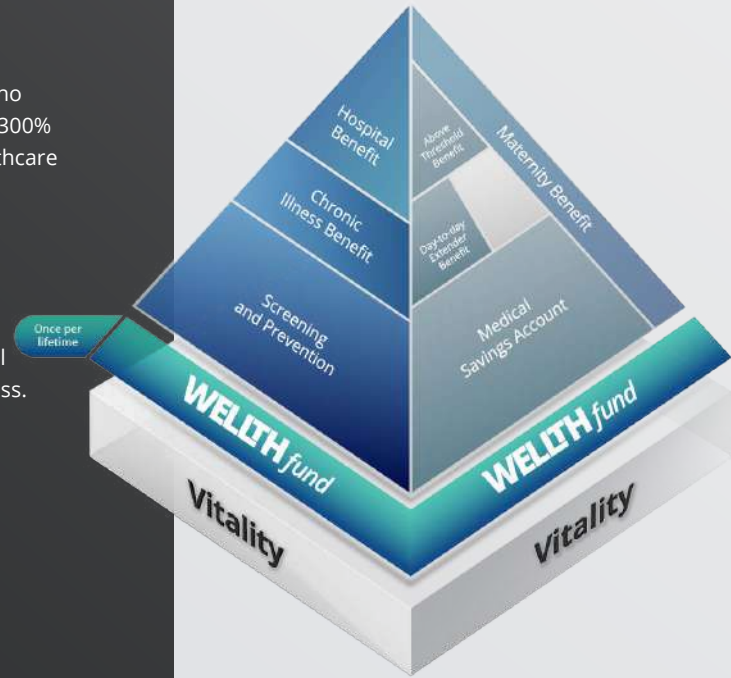 no
300%
thcare
l
ss.
Once per
lifetime
Hospital
Benefit
Chronic
Illness Benefit
Screening
and Prevention
Above
Threshold
Benefit
Day-to-day
Extender
Benefit
Maternity Benefit
Medical
Savings Account
WELLTH fund
WELLTH fund
Vitality
Vitality